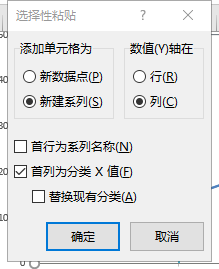 选择性粘贴
添加单元格为
数值(Y)轴在
新数据点(P)
行(R)
新建系列(S)
列(C)
首行为系列名称(N)
首列为分类 X 值(F)
替换现有分类(A)
确定
取消
0